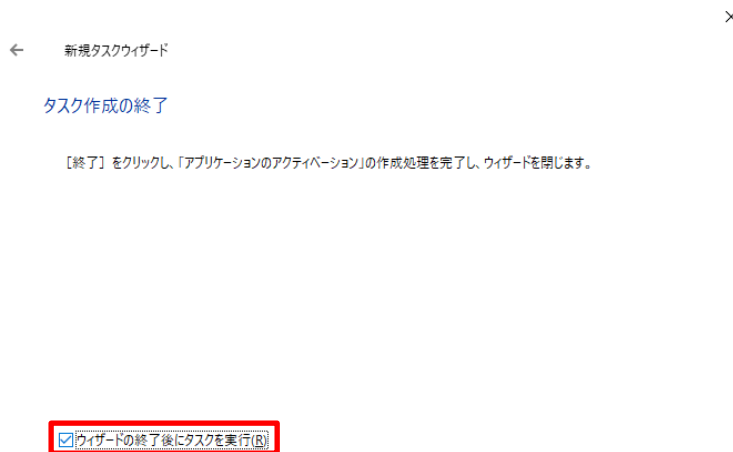 新規タスクウィザード
タスク作成の終了
[終了] をクリックし、「アプリケーションのアクティベーション」の作成処理を完了し、ウィザードを閉じます。
ウィザードの終了後にタスクを実行(R)